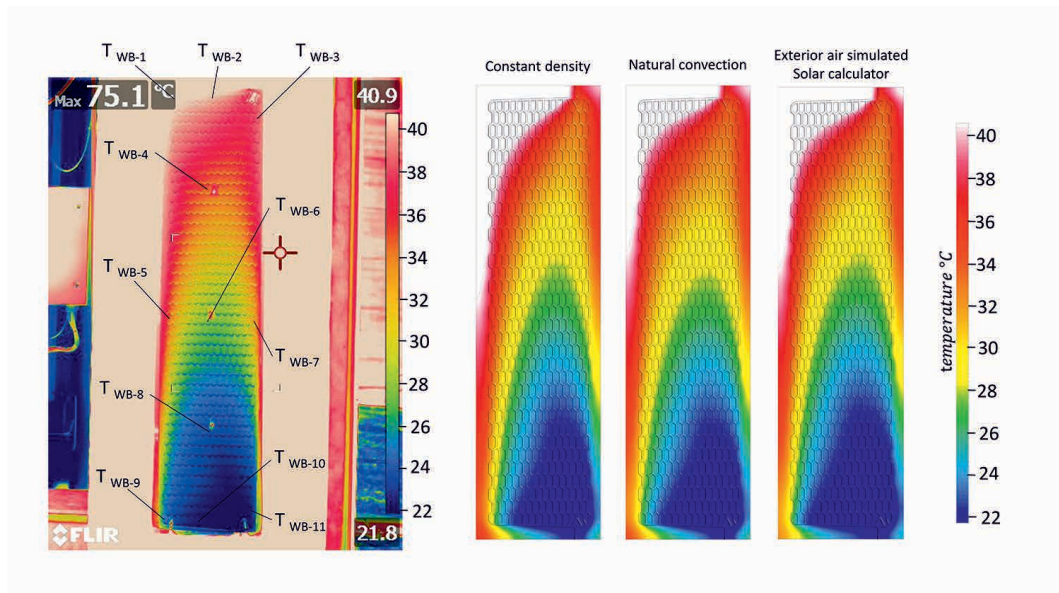 T WB-1
T WB-2
T WB-3
Max 75.1 °C
40.9
T WB-4
T WB-6
T WB-5
T WB-7
T WB-8
T WB-10
T WB-9
T WB-11
40
38
36
34
32
30
28
26
24
22
FLIR
21.8
Constant density
Natural convection
Exterior air simulated
Solar calculator
40
38
36
34
32
30
28
26
24
22
temperature °C